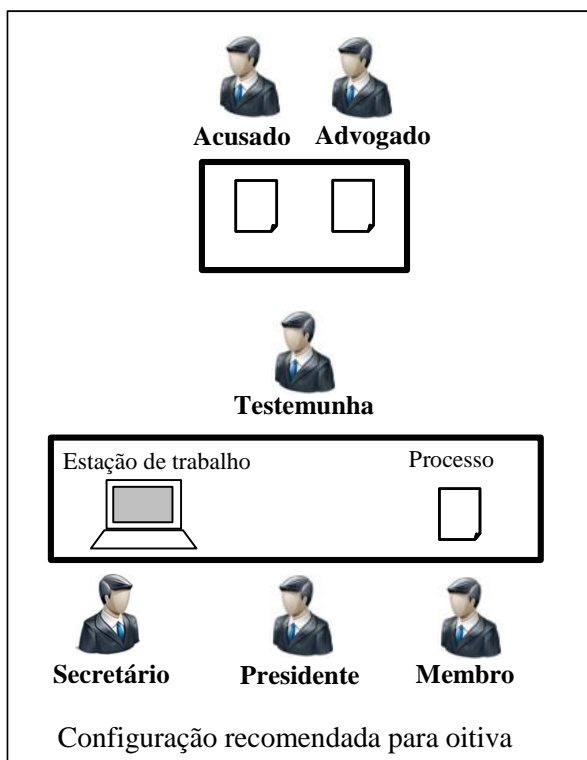 Acusado Advogado
Testemunha
Estação de trabalho Processo
Secretário Presidente Membro
Configuração recomendada para oitiva